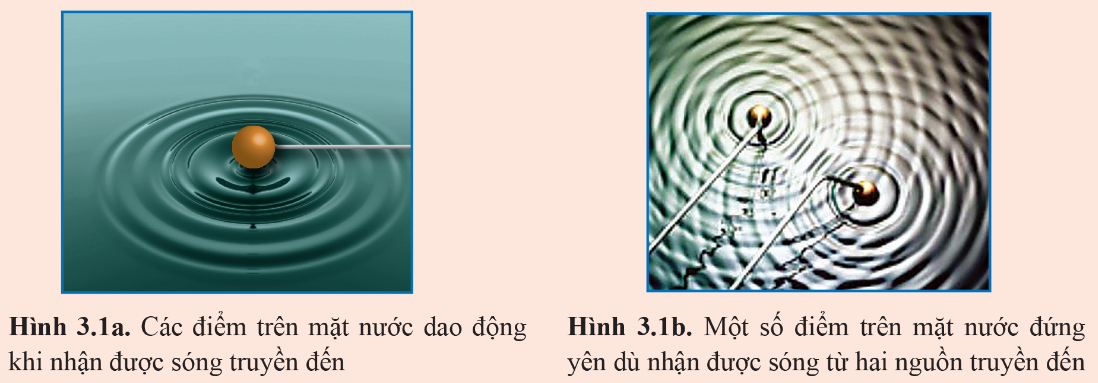 Hình 3.1a. Các điểm trên mặt nước dao động
khi nhận được sóng truyền đến
Hình 3.1b. Một số điểm trên mặt nước đứng
yên dù nhận được sóng từ hai nguồn truyền đến